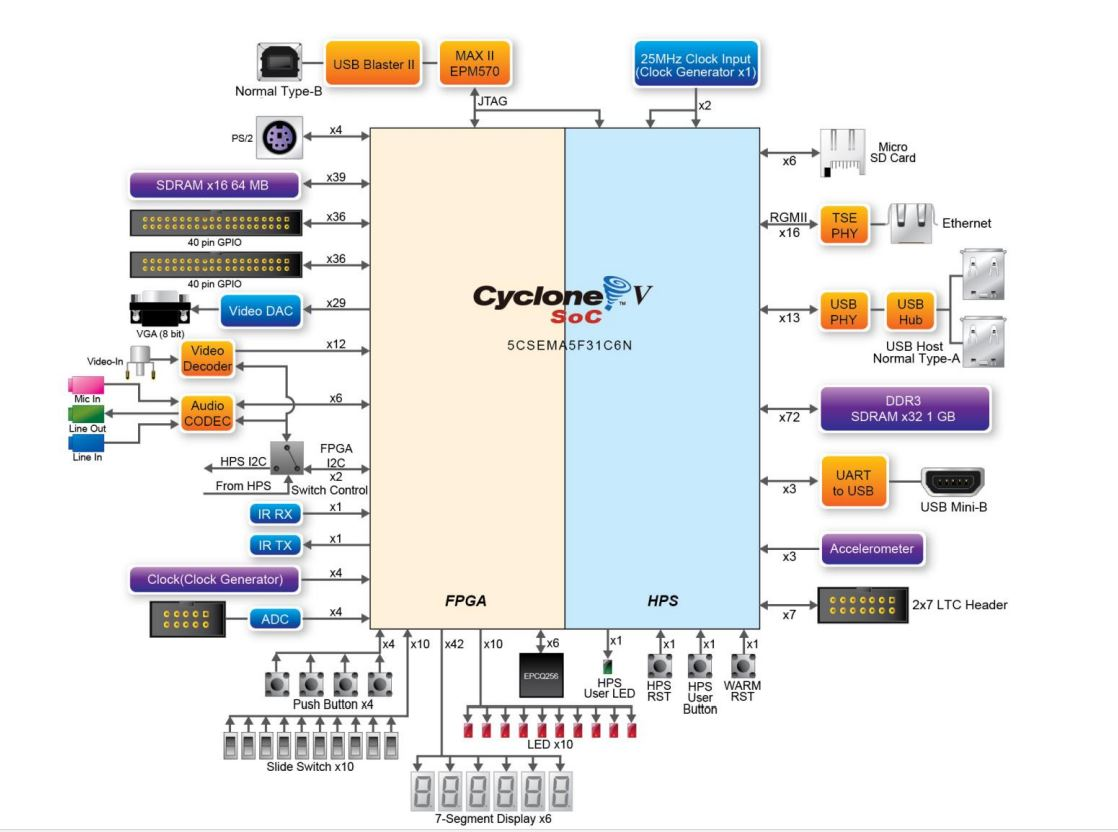 Normal Type-B
USB Blaster II
MAX II
EPM570
JTAG
25MHz Clock Input
(Clock Generator x1)
x2
PS/2
x4
SDRAM x16 64 MB
x39
x36
40 pin GPIO
x36
40 pin GPIO
VGA (8 bit)
Video DAC
x29
Video-In
Video
Decoder
x12
Mic In
Line Out
Line In
Audio
CODEC
x6
HPS I2C
From HPS
FPGA
I2C
x2
Switch Control
IR RX
x1
IR TX
x1
Clock(Clock Generator)
x4
ADC
x4
Cyclone V
TM
SoC
5CSEMA5F31C6N
FPGA
HPS
x6
Micro
SD Card
RGMII
x16
TSE
PHY
Ethernet
x13
USB
PHY
USB
Hub
USB Host
Normal Type-A
x72
DDR3
SDRAM x32 1 GB
x3
UART
to USB
USB Mini-B
x3
Accelerometer
x7
2x7 LTC Header
x4
x10
x42
x10
x6
x1
x1
x1
x1
Push Button x4
Slide Switch x10
EPCQ256
HPS
User LED
HPS
RST
HPS
User
Button
WARM
RST
LED x10
7-Segment Display x6